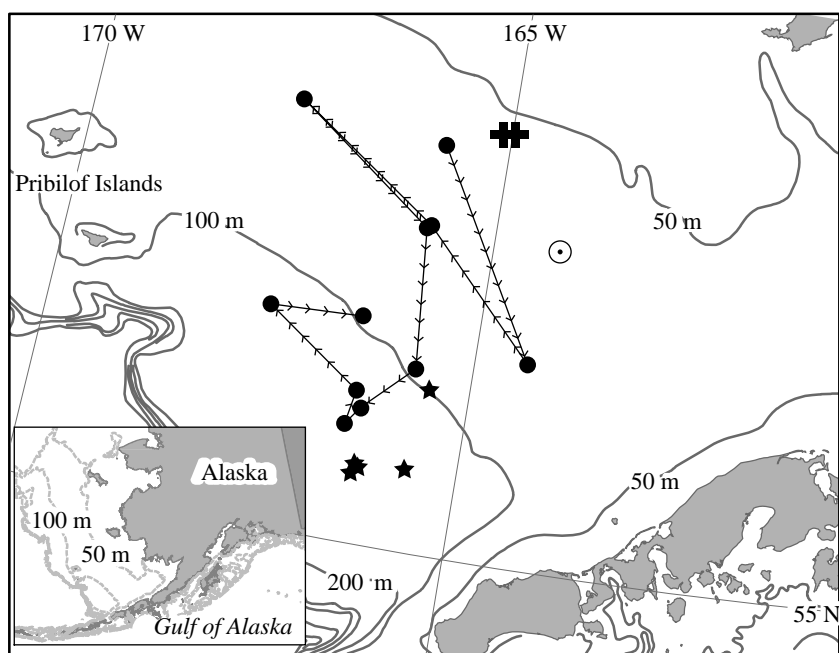 170 W
165 W
Pribilof Islands
100 m
50 m
50 m
Alaska
100 m
50 m
200 m
Gulf of Alaska
55 N